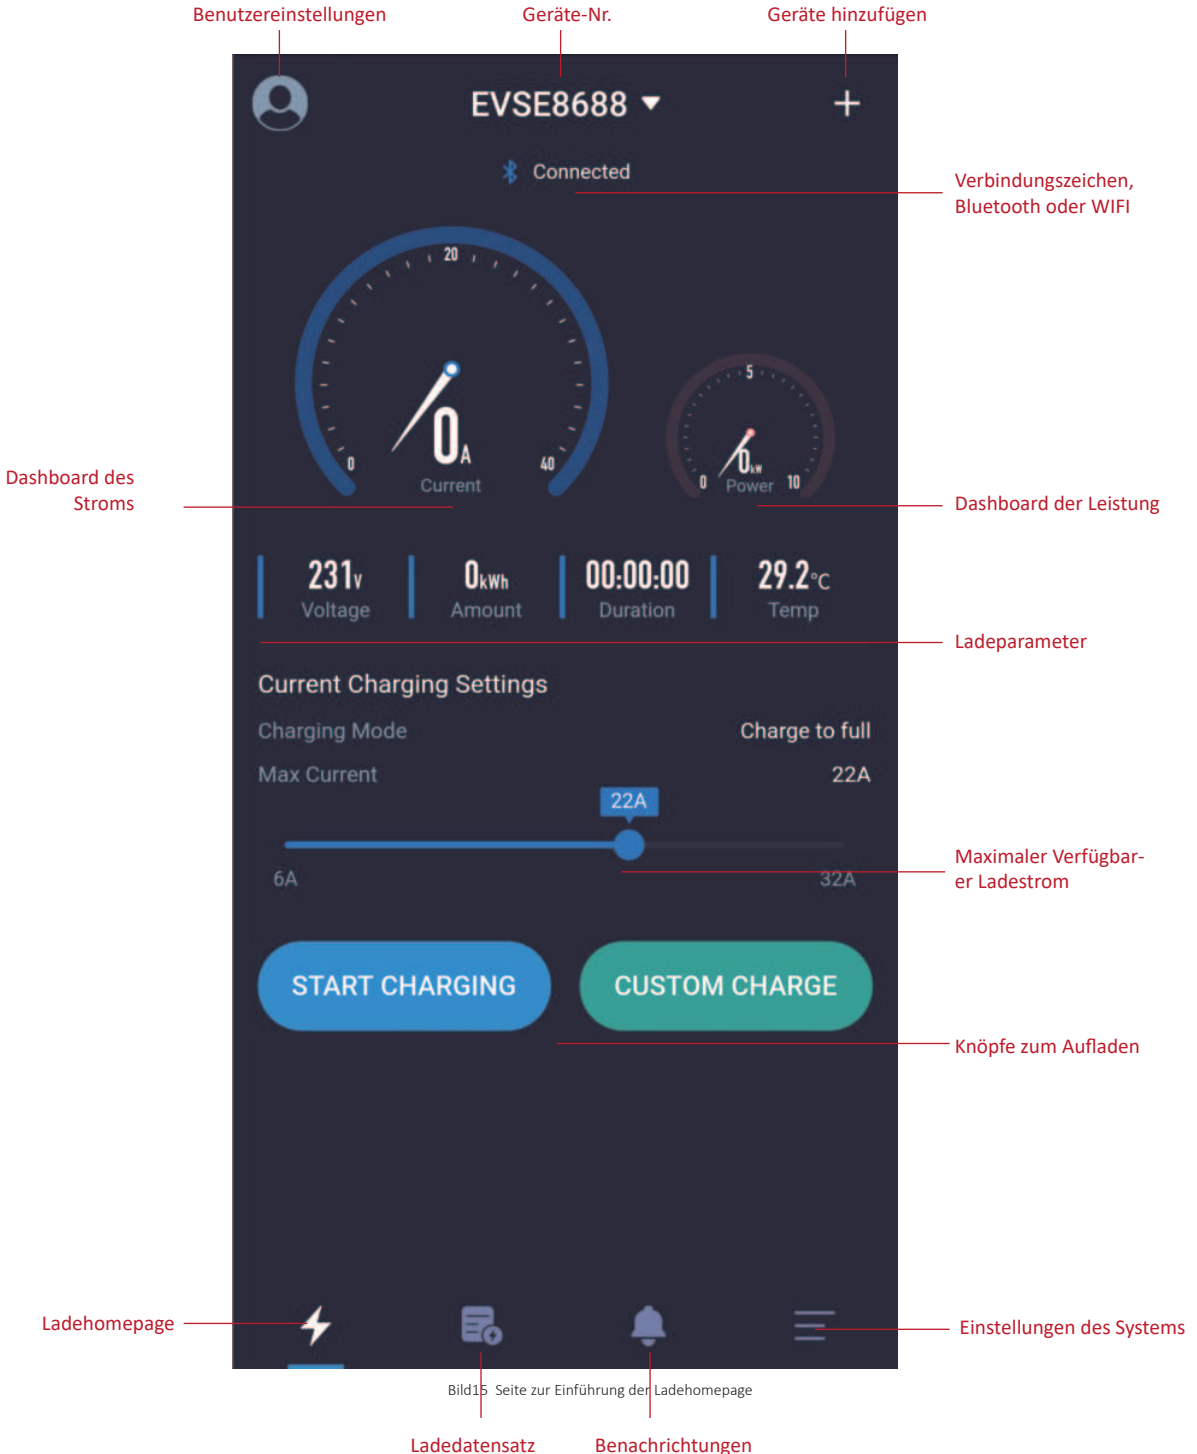 Benutzereinstellungen
Geräte-Nr.
Geräte hinzufügen
EVSE8688
Connected
Verbindungszeichen,
Bluetooth oder WIFI
20
0
40
0A
Current
5
0
10
0kW
Power
Dashboard des
Stroms
Dashboard der Leistung
231V
Voltage
0kWh
Amount
00:00:00
Duration
29.2°C
Temp
Ladeparameter
Current Charging Settings
Charging Mode
Charge to full
Max Current
22A
22A
6A
32A
Maximaler Verfügbar-
er Ladestrom
START CHARGING
CUSTOM CHARGE
Knöpfe zum Aufladen
Ladehomepage
Einstellungen des Systems
Bild15 Seite zur Einführung der Ladehomepage
Ladedatensatz
Benachrichtungen